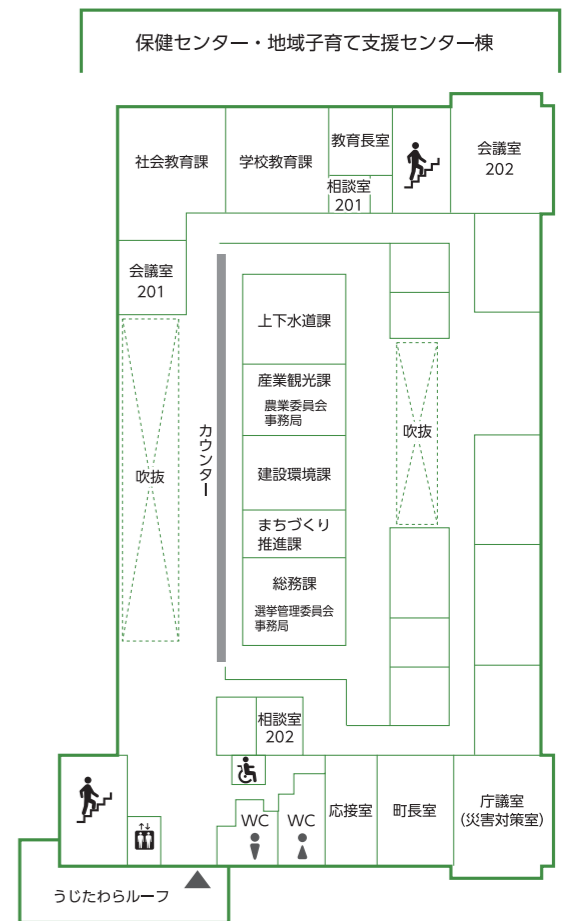 保健センター・地域子育て支援センター棟
社会教育課
学校教育課
教育長室
相談室
201
会議室
202
会議室
201
上下水道課
産業観光課
農業委員会
事務局
カウンター
吹抜
吹抜
建設環境課
まちづくり
推進課
総務課
選挙管理委員会
事務局
相談室
202
WC
WC
応接室
町長室
庁議室
(災害対策室)
うじたわらルーフ